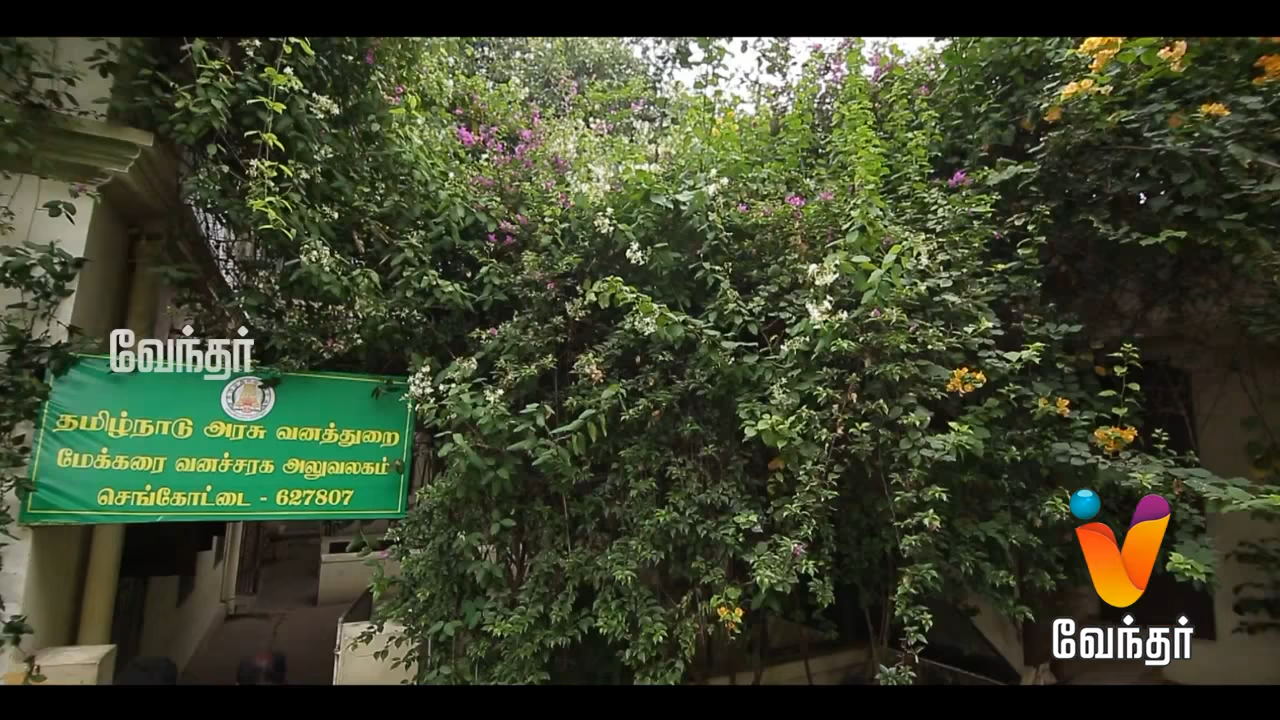 வேந்தர்
தமிழ்நாடு அரசு வனத்துறை
மேக்கரை வனச்சரக அலுவலகம்
செங்கோட்டை - 627807
வேந்தர்